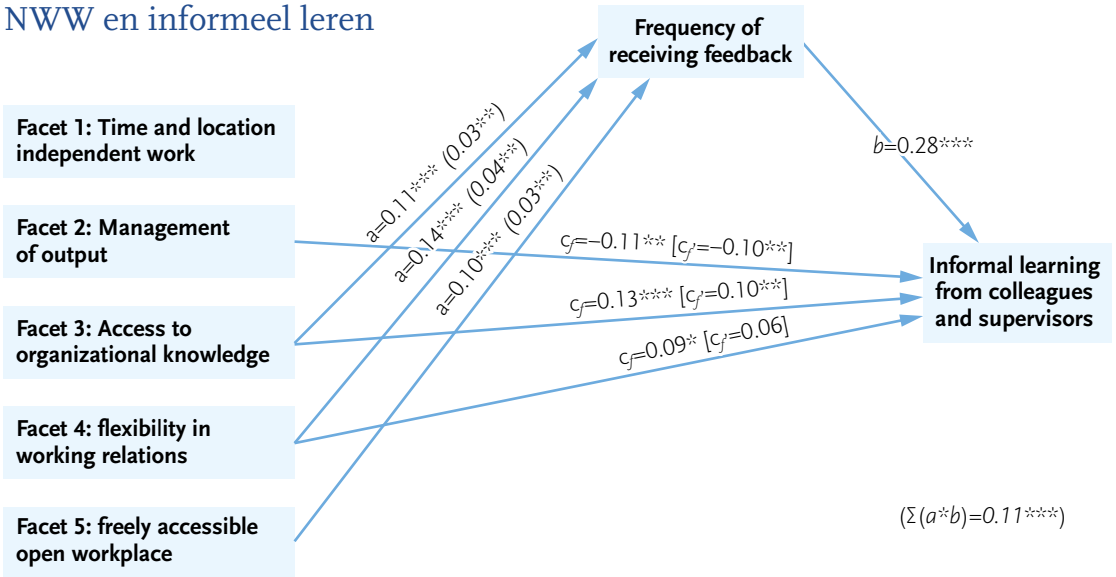 NWW en informeel leren
Frequency of
receiving feedback
Facet 1: Time and location
independent work
a=0.11*** (0.03**)
a=0.14*** (0.04**)
a=0.10*** (0.03**)
b=0.28***
Facet 2: Management
of output
cf=−0.11** [cf’=−0.10**]
cf=0.13*** [cf’=0.10**]
cf=0.09* [cf’=0.06]
Informal learning
from colleagues
and supervisors
Facet 3: Access to
organizational knowledge
Facet 4: flexibility in
working relations
Facet 5: freely accessible
open workplace
(Σ(a*b)=0.11***)